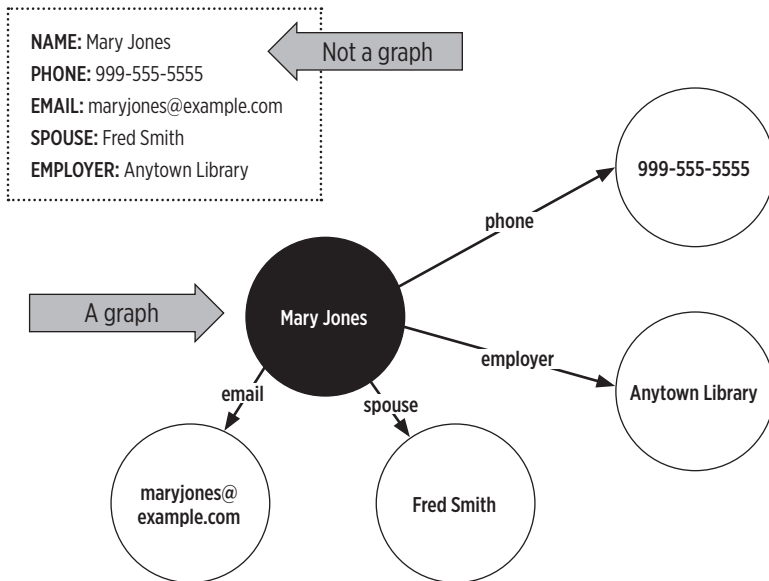 NAME: Mary Jones
PHONE: 999-555-5555
EMAIL: maryjones@example.com
SPOUSE: Fred Smith
EMPLOYER: Anytown Library
Not a graph
999-555-5555
phone
A graph
Mary Jones
employer
Anytown Library
email
spouse
maryjones@
example.com
Fred Smith